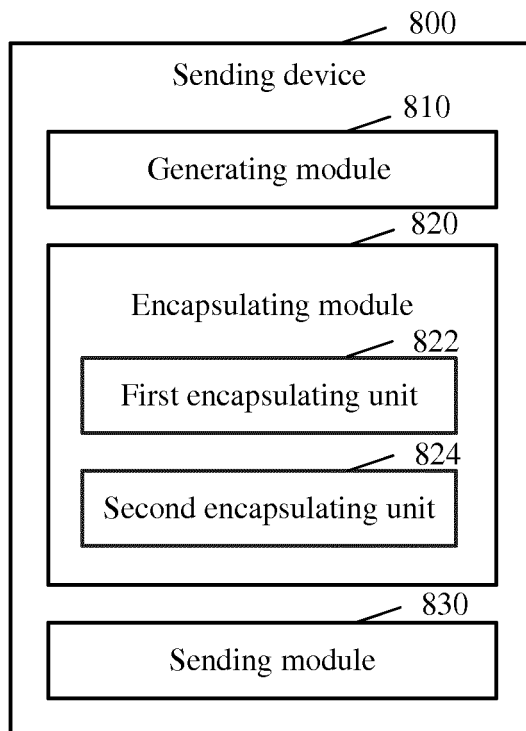 800
Sending device
810
Generating module
820
Encapsulating module
822
First encapsulating unit
824
Second encapsulating unit
830
Sending module